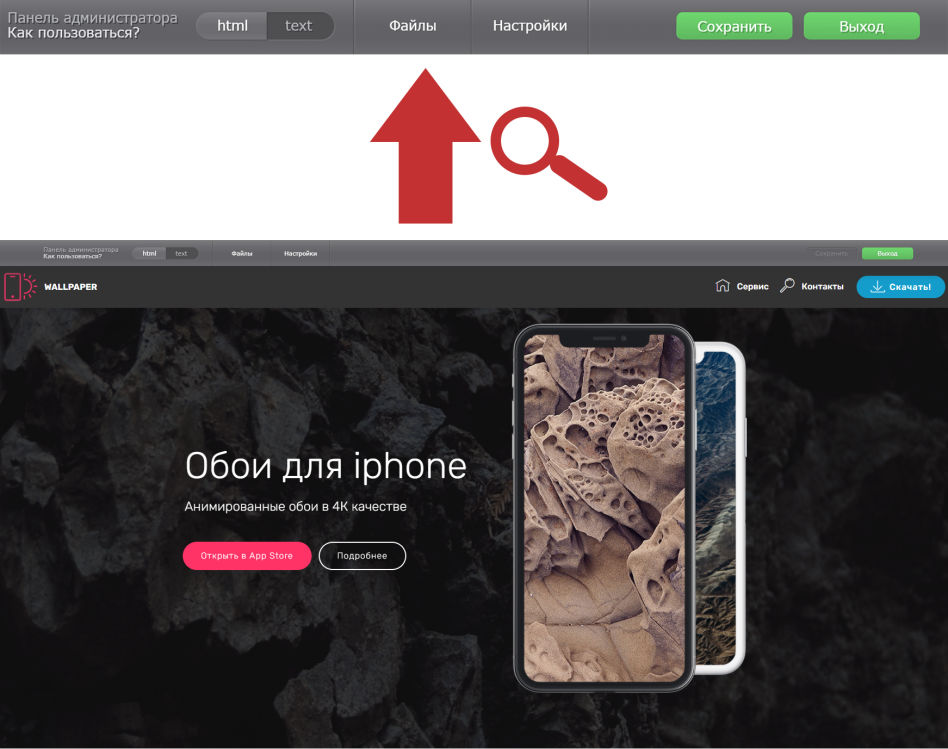 Панель администратора
Как пользоваться?
html
text
Файлы
Настройки
Сохранить
Выход
Панель администратора
Как пользоваться?
html
text
Файлы
Настройки
Сохранить
Выход
WALLPAPER
Сервис
Контакты
Скачать!
Обои для iphone
Анимированные обои в 4K качестве
Открыть в App Store
Подробнее